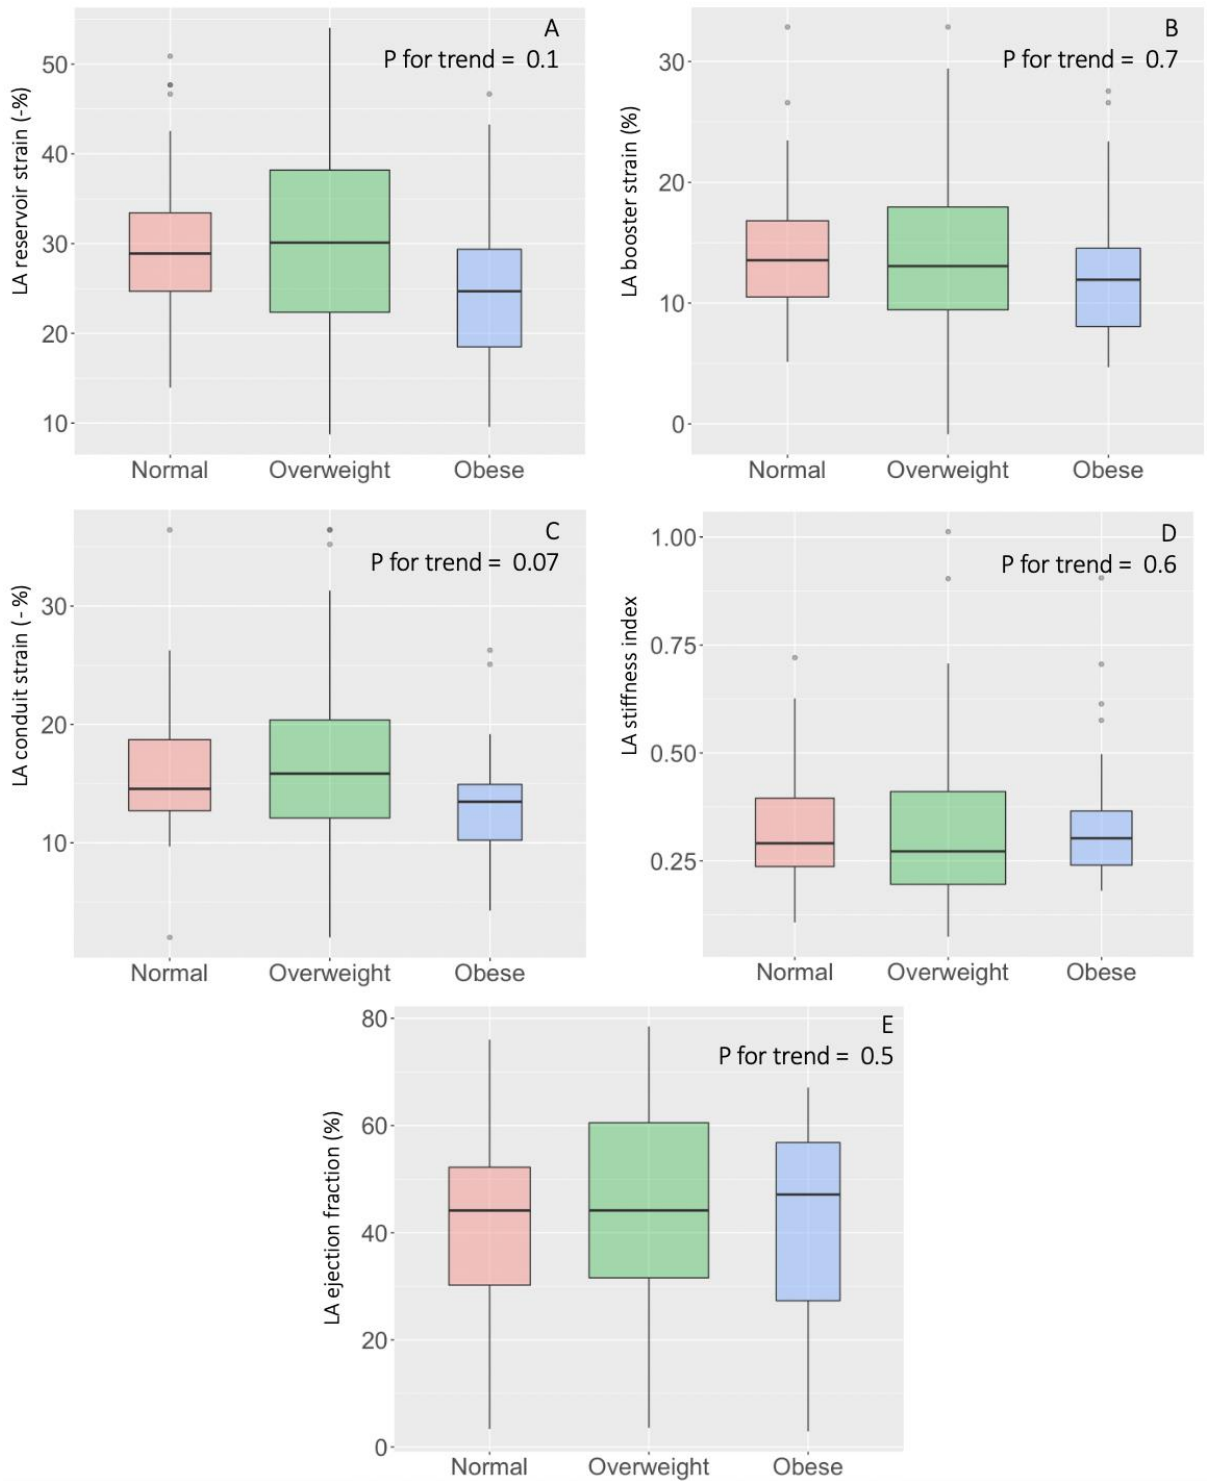 A
P for trend = 0.1
LA reservoir strain (-%)
50
40
30
20
10
Normal Overweight Obese
B
P for trend = 0.7
LA booster strain (%)
30
20
10
0
Normal Overweight Obese
C
P for trend = 0.07
LA conduit strain (- %)
30
20
10
Normal Overweight Obese
D
P for trend = 0.6
LA stiffness index
1.00
0.75
0.50
0.25
Normal Overweight Obese
E
P for trend = 0.5
LA ejection fraction (%)
80
60
40
20
0
Normal Overweight Obese